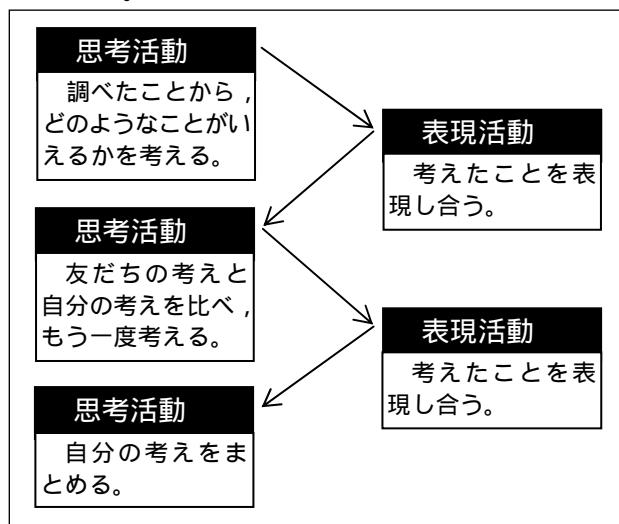 思考活動
調べたことから，
どのようなことがい
えるかを考える。
表現活動
考えたことを表
現し合う。
思考活動
友だちの考えと
自分の考えを比べ，
もう一度考える。
表現活動
考えたことを表
現し合う。
思考活動
自分の考えをま
とめる。